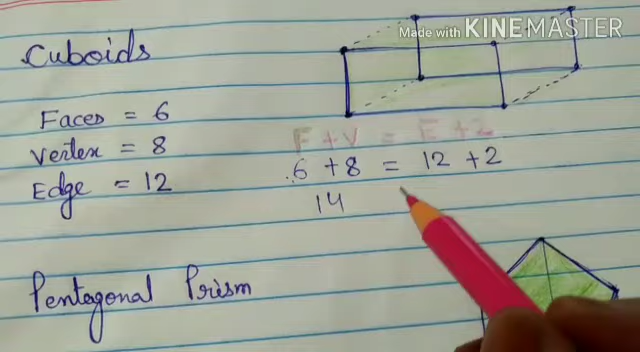 Made with KINEMASTER
Cuboids
Faces = 6
Vertex = 8
Edge = 12
F + V = E + 2
6 + 8 = 12 + 2
14
Pentagonal Prism